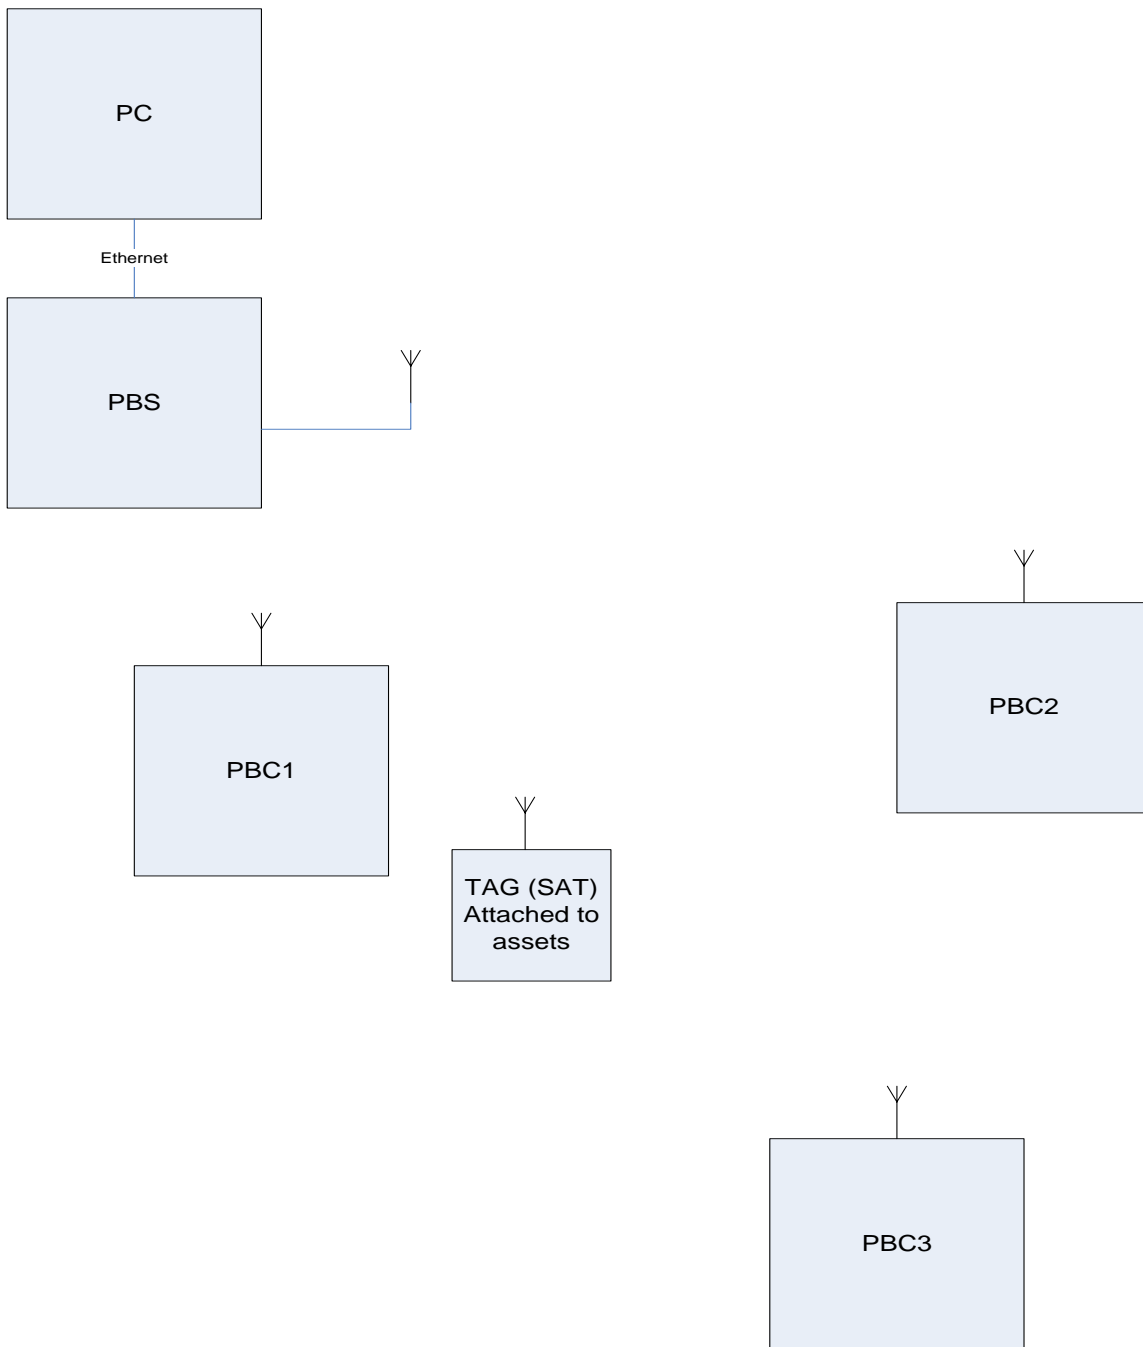 PC
Ethernet
PBS
PBC2
PBC1
TAG (SAT)
Attached to
assets
PBC3